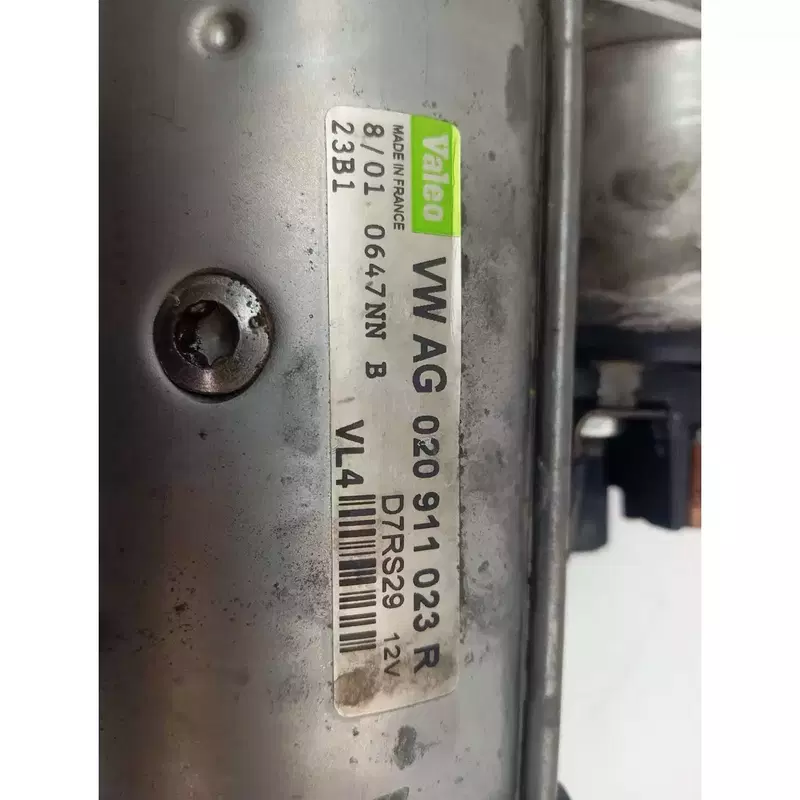 Valeo
VW AG 020 911 023 R
MADE IN FRANCE
D7RS29 12V
8/01 0647NN B
23B1
VL4